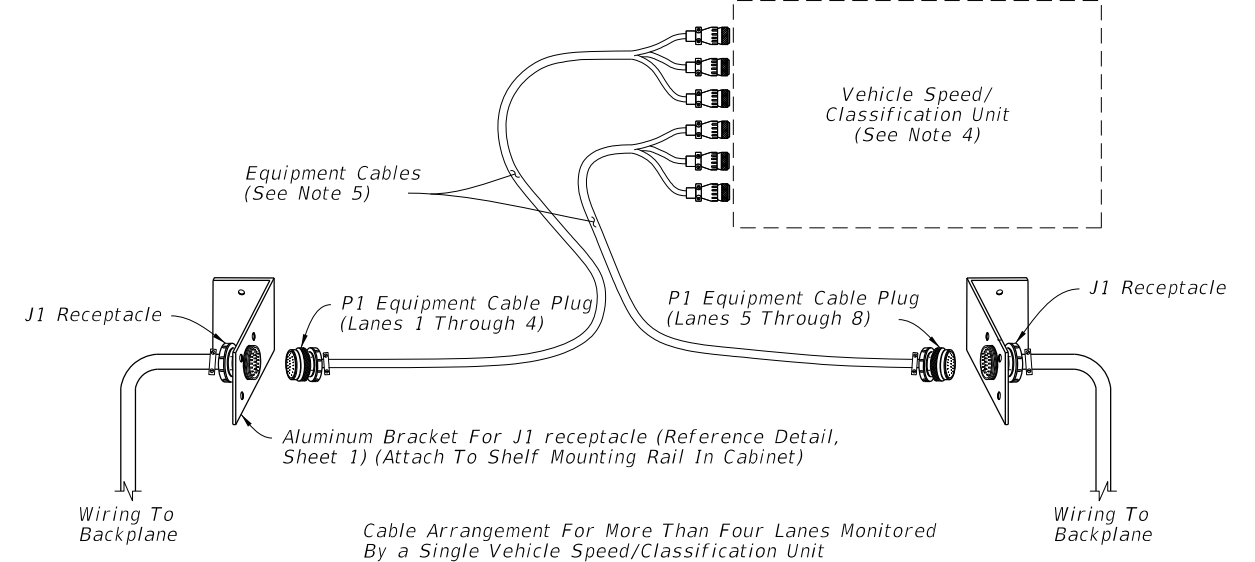 Vehicle Speed/
Classification Unit
(See Note 4)
Equipment Cables
(See Note 5)
J1 Receptacle
P1 Equipment Cable Plug
(Lanes 1 Through 4)
P1 Equipment Cable Plug
(Lanes 5 Through 8)
J1 Receptacle
Aluminum Bracket For J1 receptacle (Reference Detail,
Sheet 1) (Attach To Shelf Mounting Rail In Cabinet)
Wiring To
Backplane
Wiring To
Backplane
Cable Arrangement For More Than Four Lanes Monitored
By a Single Vehicle Speed/Classification Unit